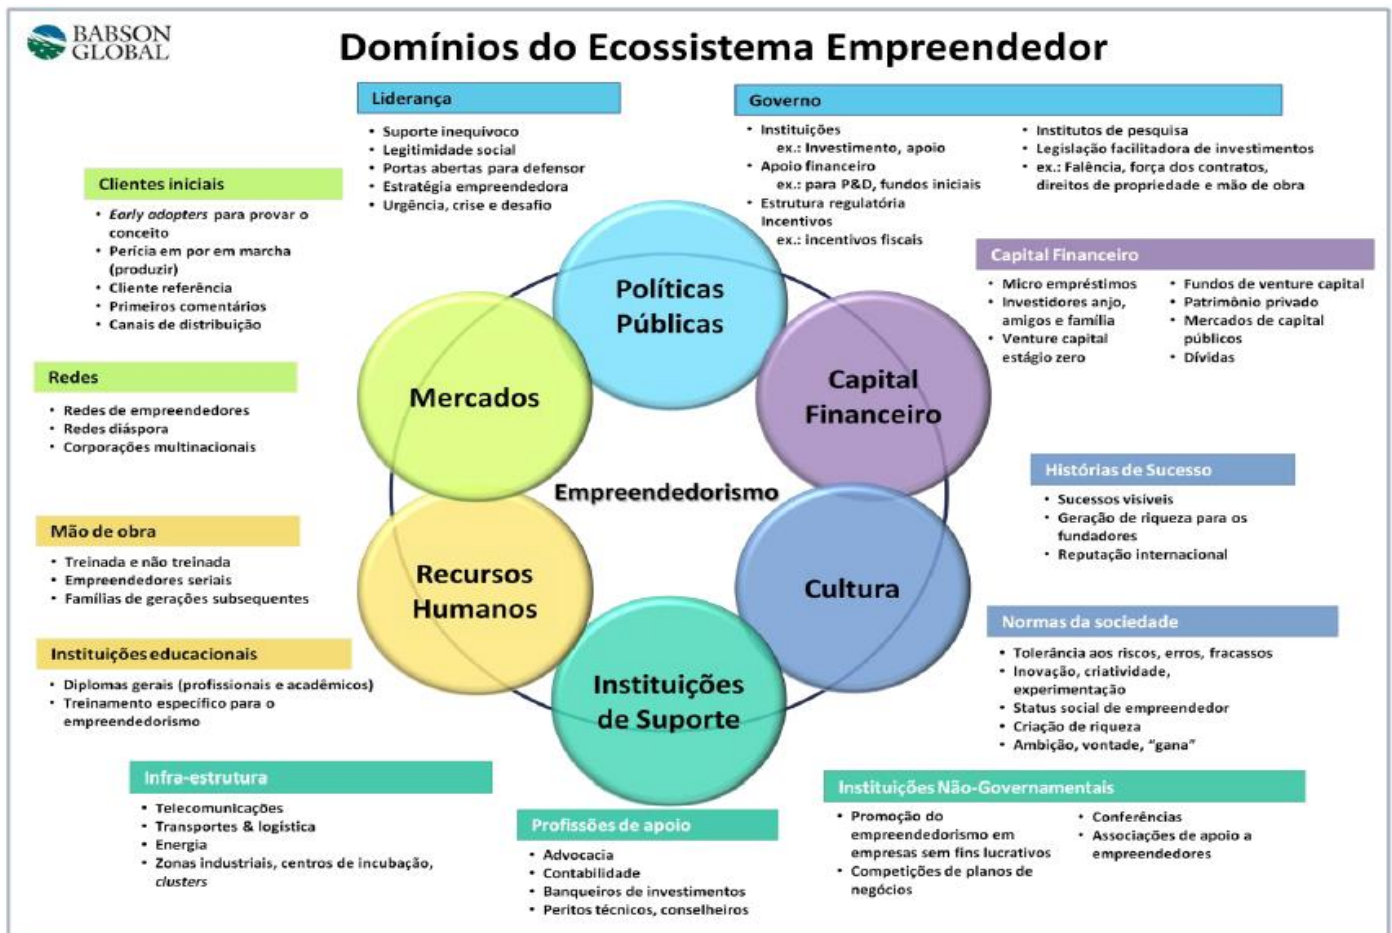 BABSON
GLOBAL
Domínios do Ecossistema Empreendedor
Liderança
• Suporte inequívoco
• Legitimidade social
• Portas abertas para defensor
• Estratégia empreendedora
• Urgência, crise e desafio
Governo
• Instituições
ex.: Investimento, apoio
• Apoio financeiro
ex.: para P&D, fundos iniciais
• Estrutura regulatória
Incentivos
ex.: incentivos fiscais
• Institutos de pesquisa
• Legislação facilitadora de investimentos
• ex.: Falência, força dos contratos,
direitos de propriedade e mão de obra
Clientes iniciais
• Early adopters para provar o
conceito
• Perícia em por em marcha
(produzir)
• Cliente referência
• Primeiros comentários
• Canais de distribuição
Capital Financeiro
• Micro empréstimos
• Investidores anjo,
amigos e família
• Venture capital
estágio zero
• Fundos de venture capital
• Patrimônio privado
• Mercados de capital
públicos
• Dívidas
Redes
• Redes de empreendedores
• Redes diáspora
• Corporações multinacionais
Políticas
Públicas
Mercados
Capital
Financeiro
Empreendedorismo
Recursos
Humanos
Cultura
Instituições
de Suporte
Histórias de Sucesso
• Sucessos visíveis
• Geração de riqueza para os
fundadores
• Reputação internacional
Mão de obra
• Treinada e não treinada
• Empreendedores seriais
• Famílias de gerações subsequentes
Normas da sociedade
• Tolerância aos riscos, erros, fracassos
• Inovação, criatividade,
experimentação
• Status social de empreendedor
• Criação de riqueza
• Ambição, vontade, “gana”
Instituições educacionais
• Diplomas gerais (profissionais e acadêmicos)
• Treinamento específico para o
empreendedorismo
Infra-estrutura
• Telecomunicações
• Transportes & logística
• Energia
• Zonas industriais, centros de incubação,
clusters
Profissões de apoio
• Advocacia
• Contabilidade
• Banqueiros de investimentos
• Peritos técnicos, conselheiros
Instituições Não-Governamentais
• Promoção do
empreendedorismo em
empresas sem fins lucrativos
• Competições de planos de
negócios
• Conferências
• Associações de apoio a
empreendedores